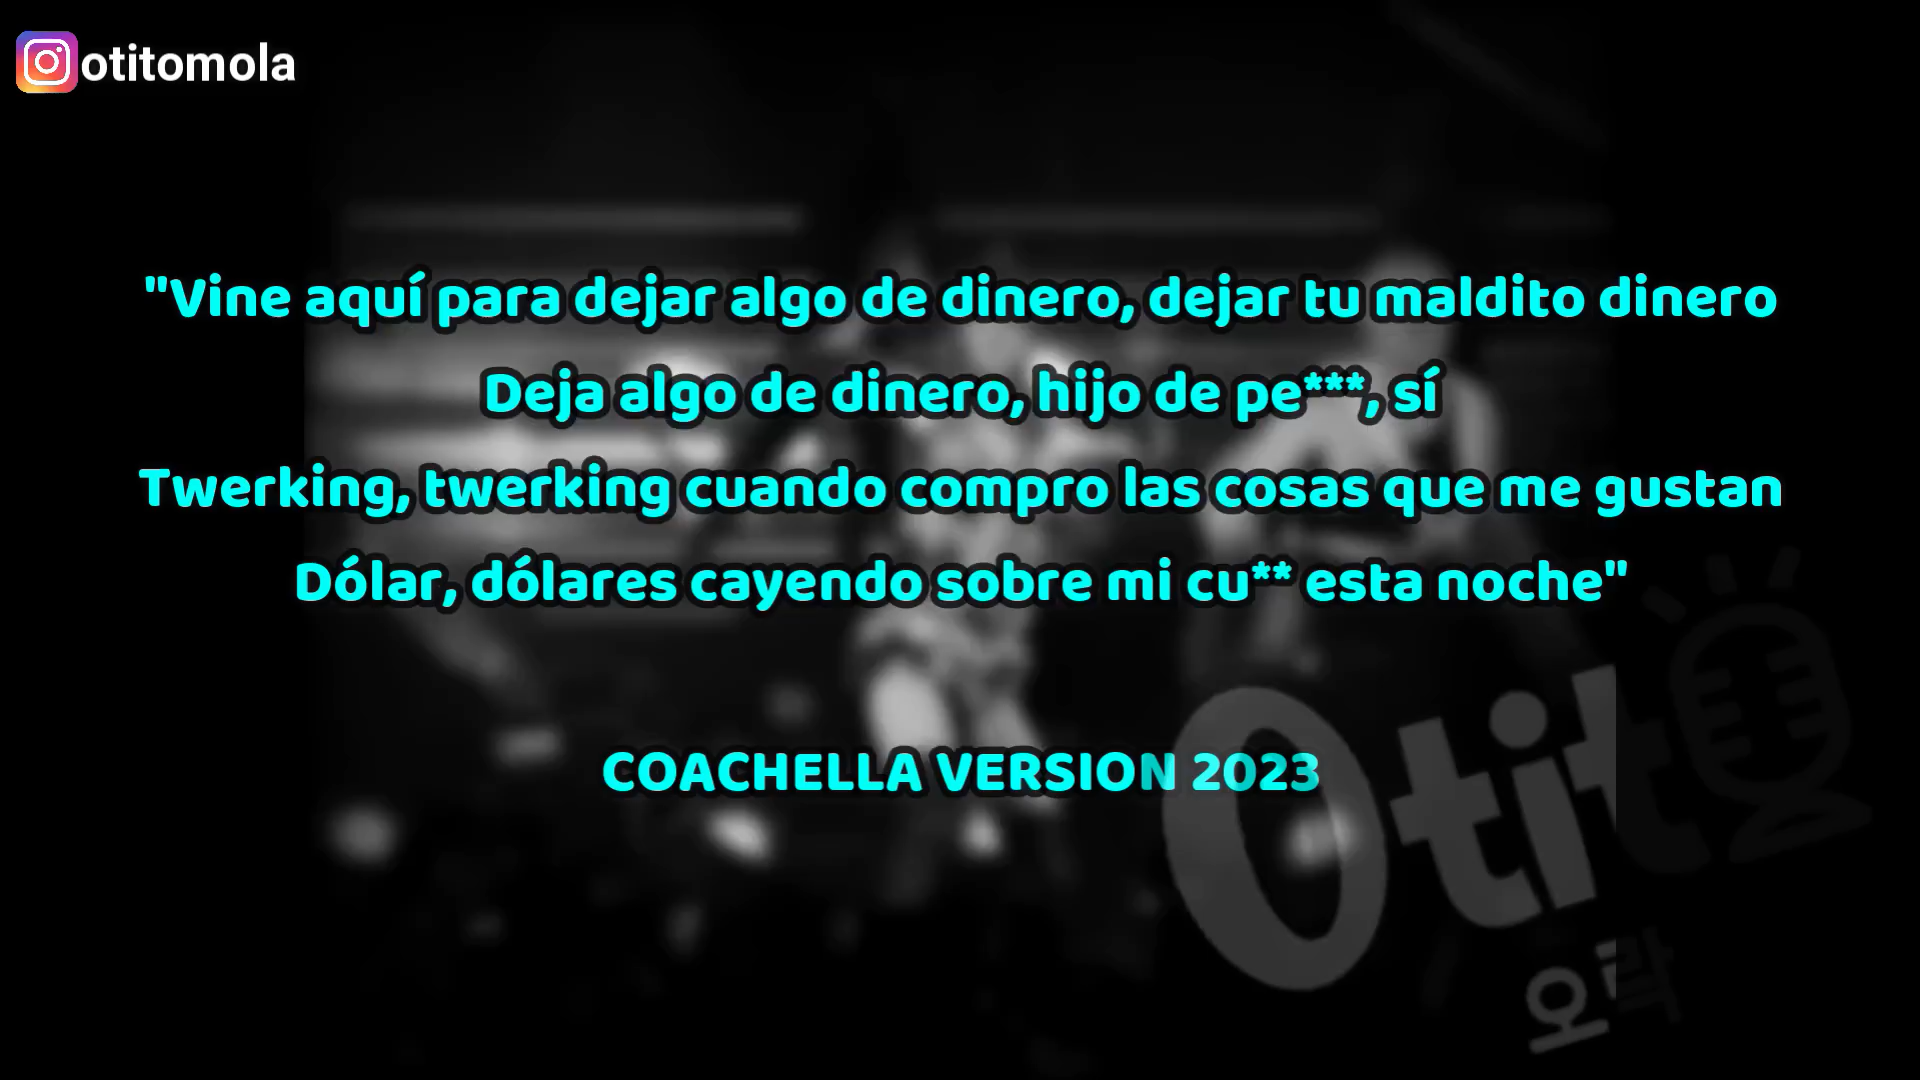 otitomola
"Vine aquí para dejar algo de dinero, dejar tu maldito dinero
Deja algo de dinero, hijo de pe***, sí
Twerking, twerking cuando compro las cosas que me gustan
Dólar, dólares cayendo sobre mi cu** esta noche"
COACHELLA VERSION 2023
Otito
오락